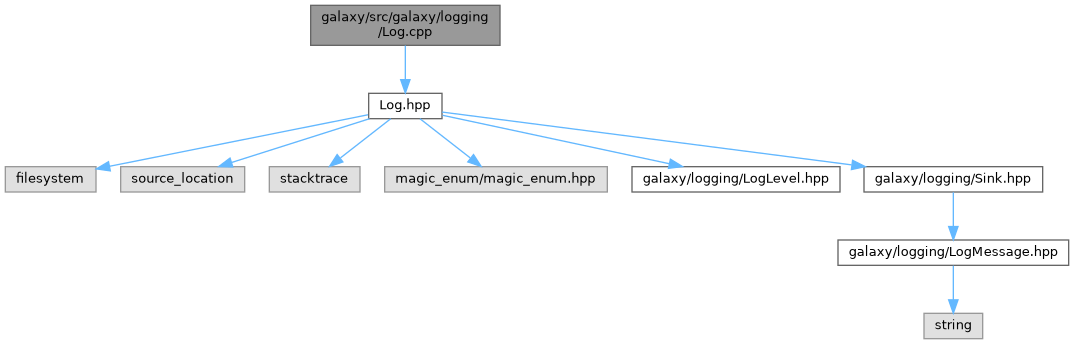 galaxy/src/galaxy/logging
/Log.cpp
Log.hpp
filesystem
source_location
stacktrace
magic_enum/magic_enum.hpp
galaxy/logging/LogLevel.hpp
galaxy/logging/Sink.hpp
galaxy/logging/LogMessage.hpp
string